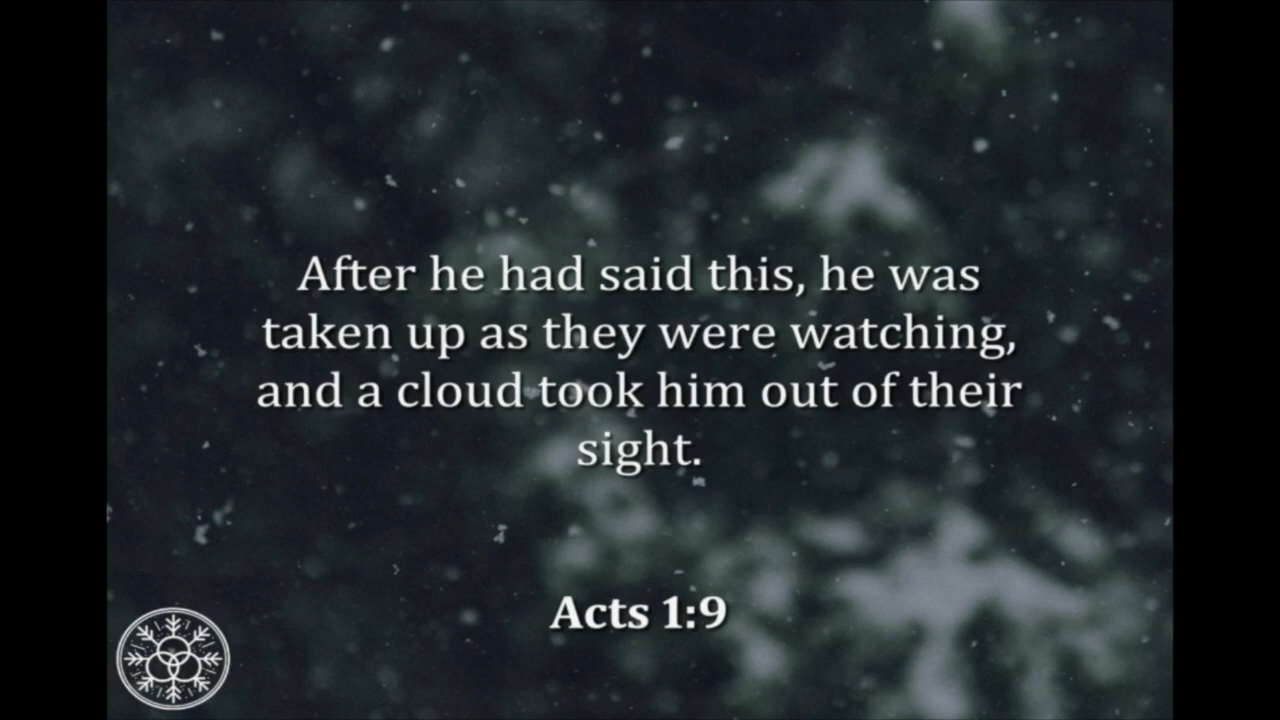 After he had said this, he was
taken up as they were watching,
and a cloud took him out of their
sight.
Acts 1:9